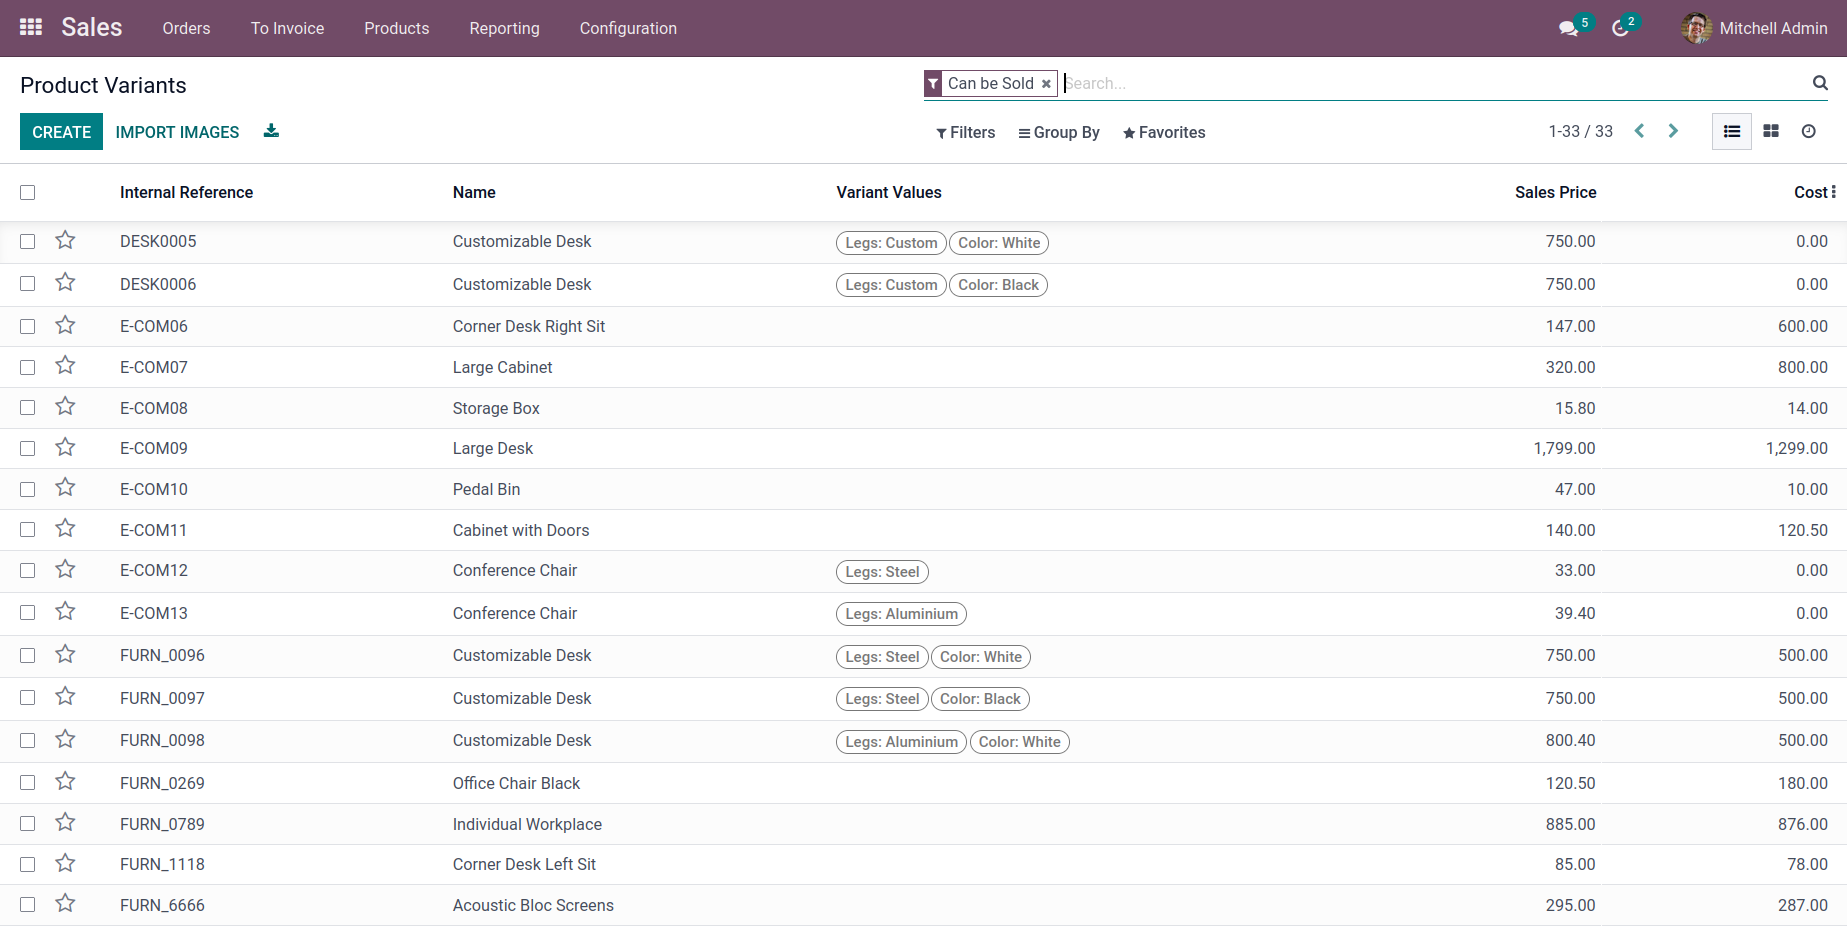 Sales Orders To Invoice Products Reporting Configuration 5 2 Mitchell Admin
Product Variants Can be Sold Search...
CREATE IMPORT IMAGES Filters Group By Favorites 1-33 / 33
Internal Reference Name Variant Values Sales Price Cost
DESK0005 Customizable Desk Legs: Custom Color: White 750.00 0.00
DESK0006 Customizable Desk Legs: Custom Color: Black 750.00 0.00
E-COM06 Corner Desk Right Sit 147.00 600.00
E-COM07 Large Cabinet 320.00 800.00
E-COM08 Storage Box 15.80 14.00
E-COM09 Large Desk 1,799.00 1,299.00
E-COM10 Pedal Bin 47.00 10.00
E-COM11 Cabinet with Doors 140.00 120.50
E-COM12 Conference Chair Legs: Steel 33.00 0.00
E-COM13 Conference Chair Legs: Aluminium 39.40 0.00
FURN_0096 Customizable Desk Legs: Steel Color: White 750.00 500.00
FURN_0097 Customizable Desk Legs: Steel Color: Black 750.00 500.00
FURN_0098 Customizable Desk Legs: Aluminium Color: White 800.40 500.00
FURN_0269 Office Chair Black 120.50 180.00
FURN_0789 Individual Workplace 885.00 876.00
FURN_1118 Corner Desk Left Sit 85.00 78.00
FURN_6666 Acoustic Bloc Screens 295.00 287.00